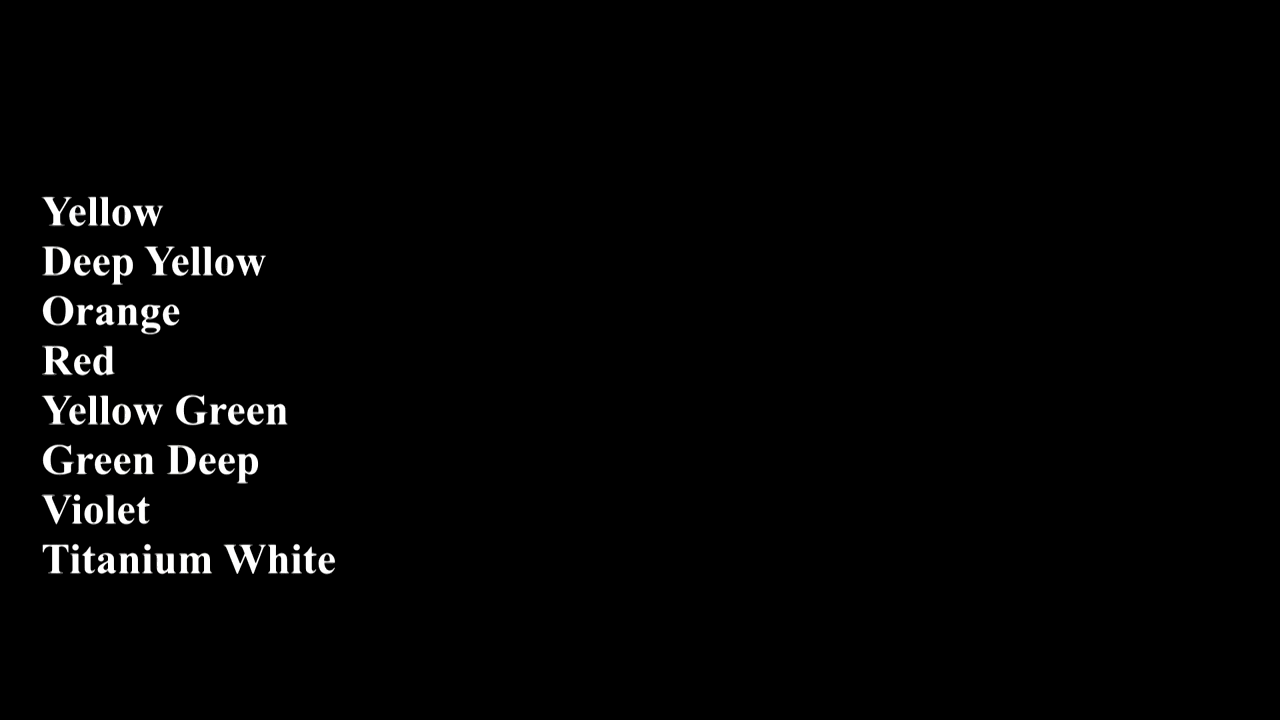 Yellow
Deep Yellow
Orange
Red
Yellow Green
Green Deep
Violet
Titanium White